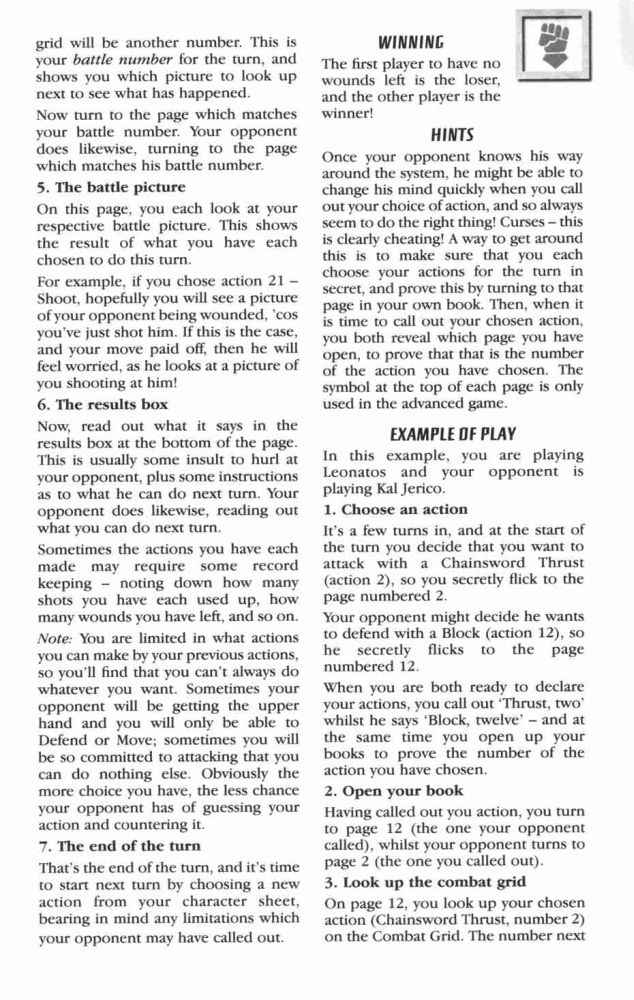 grid will be another number. This is
your battle number for the turn, and
shows you which picture to look up
next to see what has happened.
Now turn to the page which matches
your battle number. Your opponent
does likewise, turning to the page
which matches his battle number.
5. The battle picture
On this page, you each look at your
respective battle picture. This shows
the result of what you have each
chosen to do this turn.
For example, if you chose action 21 –
Shoot, hopefully you will see a picture
of your opponent being wounded, 'cos
you've just shot him. If this is the case,
and your move paid off, then he will
feel worried, as he looks at a picture of
you shooting at him!
6. The results box
Now, read out what it says in the
results box at the bottom of the page.
This is usually some insult to hurl at
your opponent, plus some instructions
as to what he can do next turn. Your
opponent does likewise, reading out
what you can do next turn.
Sometimes the actions you have each
made may require some record
keeping – noting down how many
shots you have each used up, how
many wounds you have left, and so on.
Note: You are limited in what actions
you can make by your previous actions,
so you'll find that you can't always do
whatever you want. Sometimes your
opponent will be getting the upper
hand and you will only be able to
Defend or Move; sometimes you will
be so committed to attacking that you
can do nothing else. Obviously the
more choice you have, the less chance
your opponent has of guessing your
action and countering it.
7. The end of the turn
That's the end of the turn, and it's time
to start next turn by choosing a new
action from your character sheet,
bearing in mind any limitations which
your opponent may have called out.
WINNING
The first player to have no
wounds left is the loser,
and the other player is the
winner!
HINTS
Once your opponent knows his way
around the system, he might be able to
change his mind quickly when you call
out your choice of action, and so always
seem to do the right thing! Curses – this
is clearly cheating! A way to get around
this is to make sure that you each
choose your actions for the turn in
secret, and prove this by turning to that
page in your own book. Then, when it
is time to call out your chosen action,
you both reveal which page you have
open, to prove that that is the number
of the action you have chosen. The
symbol at the top of each page is only
used in the advanced game.
EXAMPLE OF PLAY
In this example, you are playing
Leonatos and your opponent is
playing Kal Jerico.
1. Choose an action
It's a few turns in, and at the start of
the turn you decide that you want to
attack with a Chainsword Thrust
(action 2), so you secretly flick to the
page numbered 2.
Your opponent might decide he wants
to defend with a Block (action 12), so
he secretly flicks to the page
numbered 12.
When you are both ready to declare
your actions, you call out 'Thrust, two'
whilst he says 'Block, twelve' – and at
the same time you open up your
books to prove the number of the
action you have chosen.
2. Open your book
Having called out you action, you turn
to page 12 (the one your opponent
called), whilst your opponent turns to
page 2 (the one you called out).
3. Look up the combat grid
On page 12, you look up your chosen
action (Chainsword Thrust, number 2)
on the Combat Grid. The number next